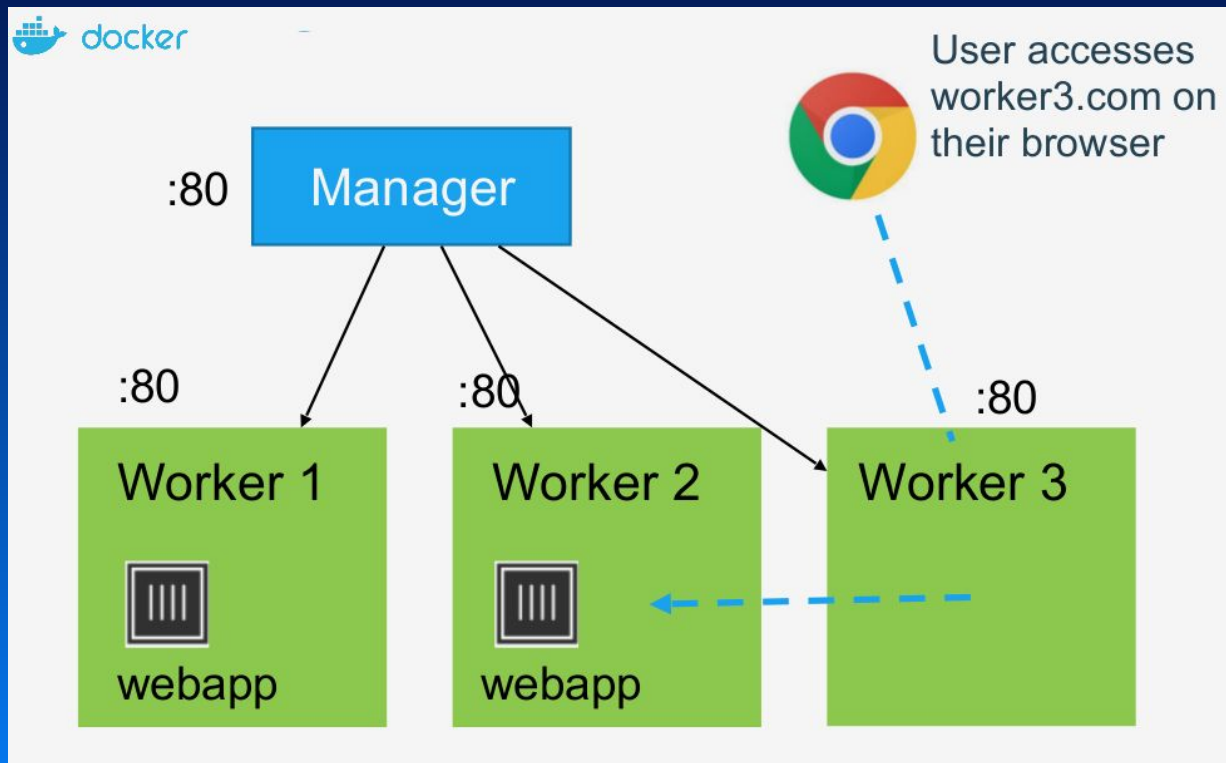 docker
User accesses
worker3.com on
their browser
:80
Manager
:80
:80
:80
Worker 1
Worker 2
Worker 3
webapp
webapp